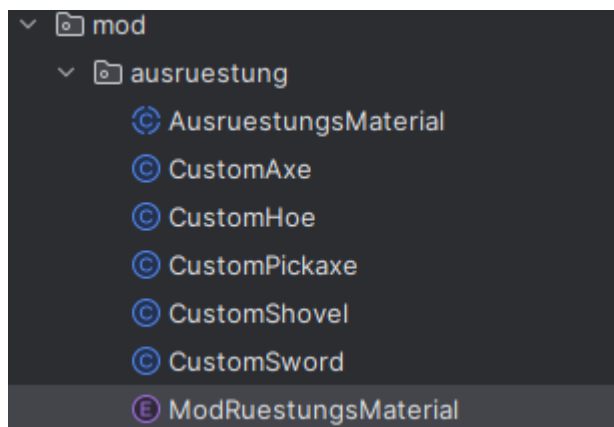 mod
ausruestung
AusruestungsMaterial
CustomAxe
CustomHoe
CustomPickaxe
CustomShovel
CustomSword
ModRuestungsMaterial